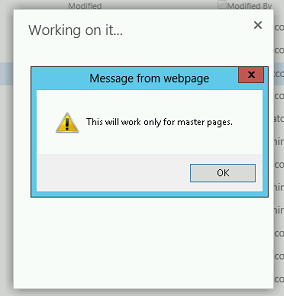 Modified
Modified By
Working on it...
Message from webpage
x
This will work only for master pages.
OK